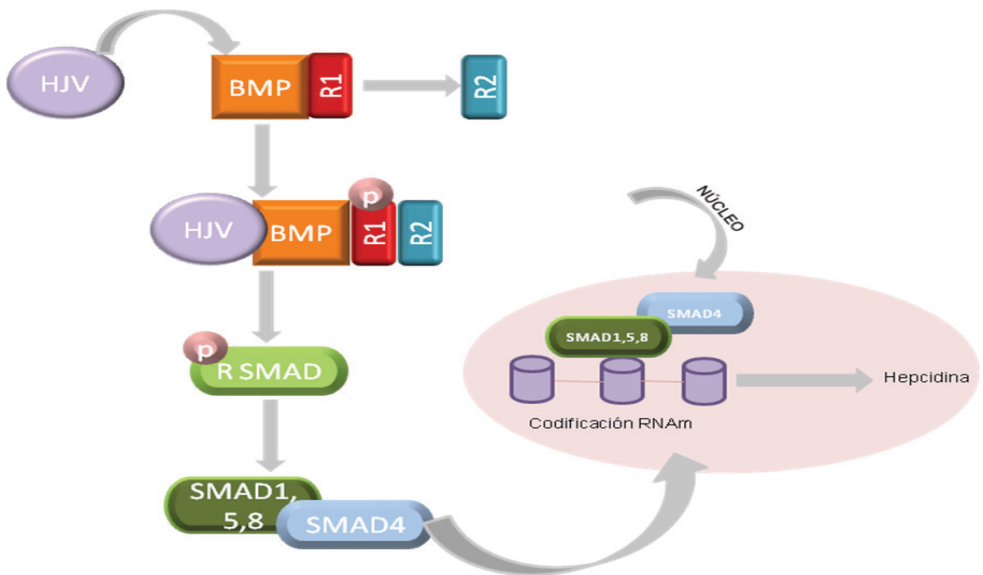 HJV
BMP
R1
R2
HJV
BMP
p
R1
R2
p
R SMAD
SMAD1,
5,8
SMAD4
NÚCLEO
SMAD4
SMAD1,5,8
Codificación RNAm
Hepcidina